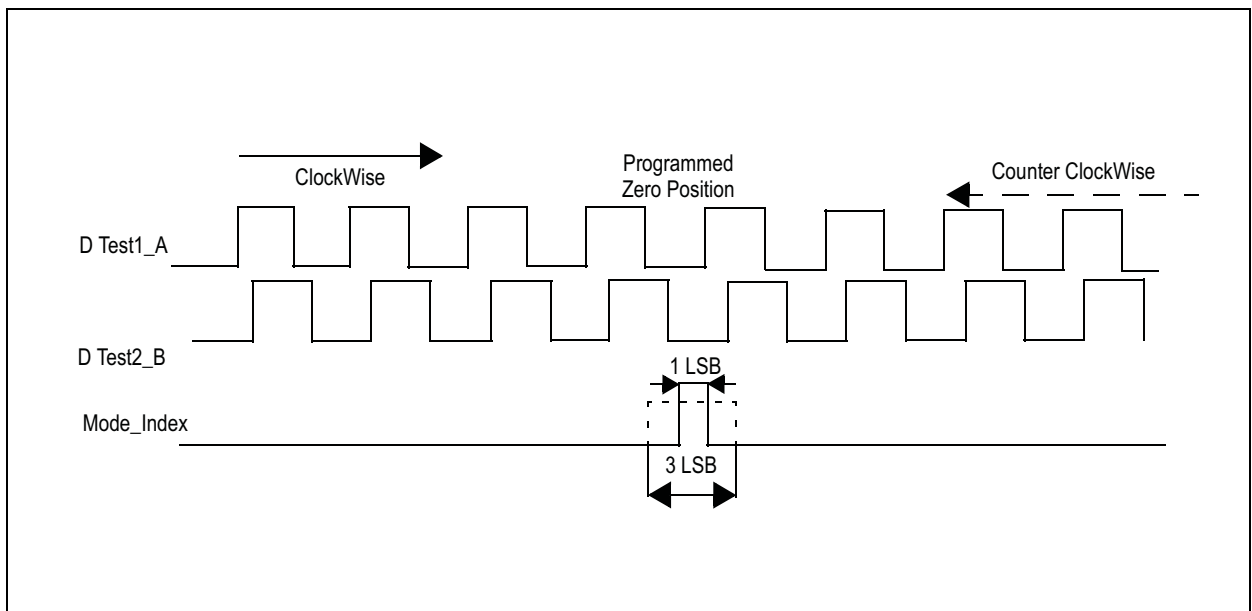 ClockWise
Programmed
Zero Position
Counter ClockWise
D Test1_A
D Test2_B
1 LSB
Mode_Index
3 LSB